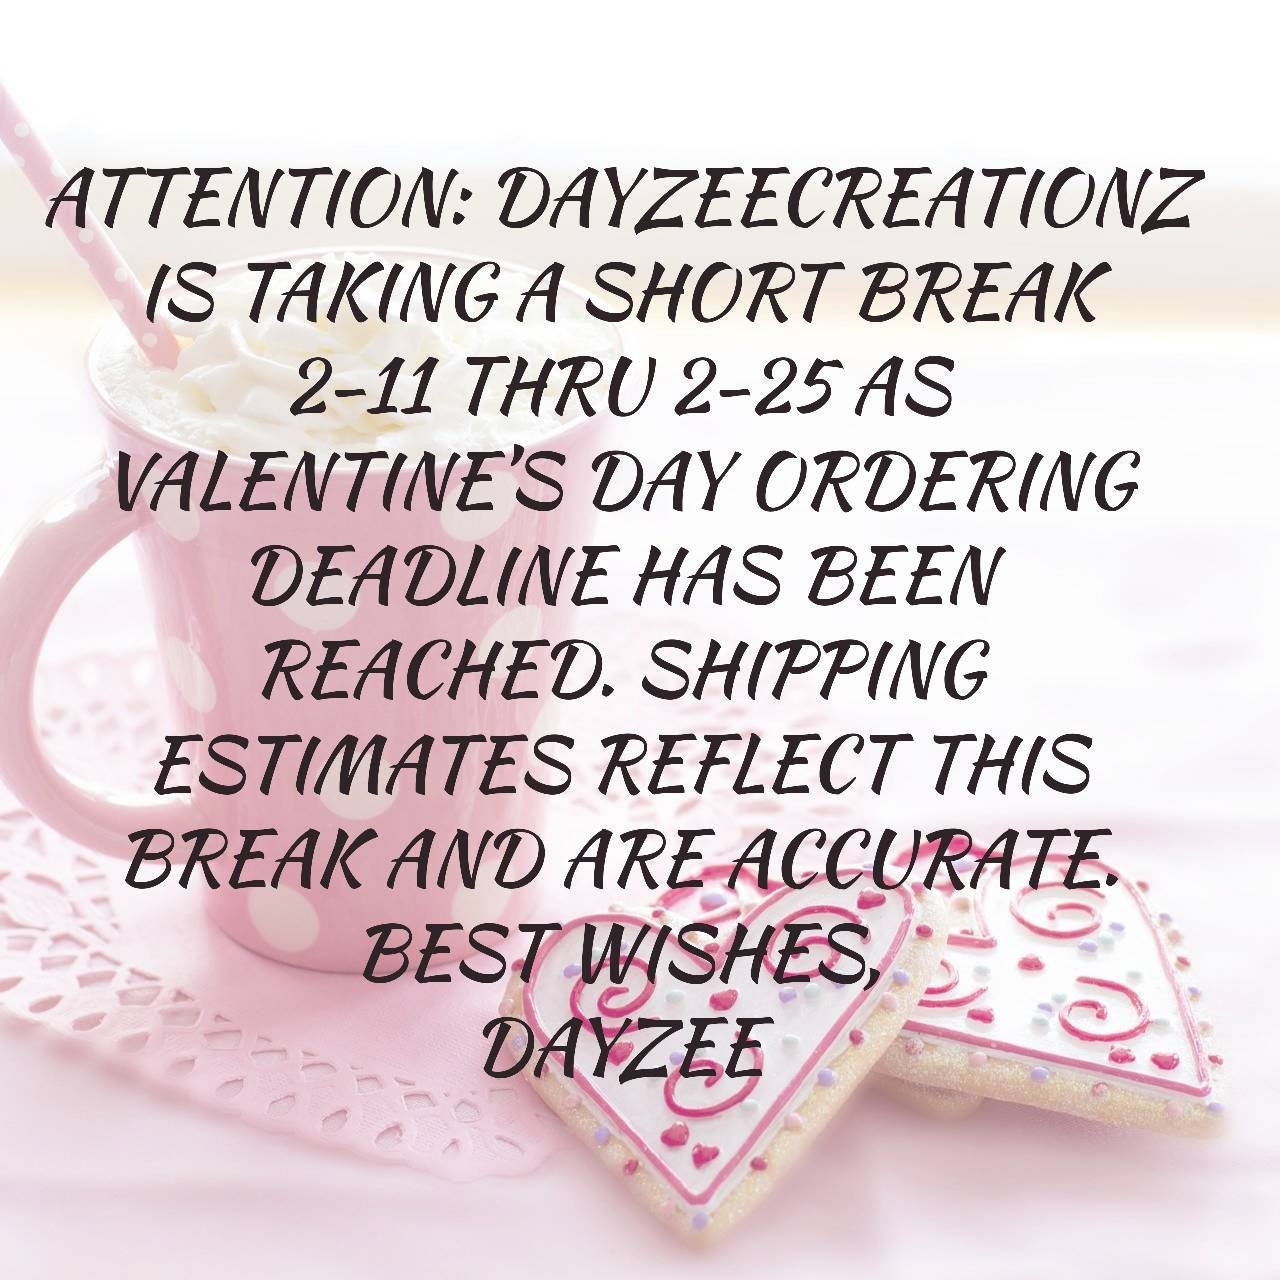 ATTENTION: DAYZEECREATIONZ
IS TAKING A SHORT BREAK
2-11 THRU 2-25 AS
VALENTINE'S DAY ORDERING
DEADLINE HAS BEEN
REACHED. SHIPPING
ESTIMATES REFLECT THIS
BREAK AND ARE ACCURATE.
BEST WISHES,
DAYZEE